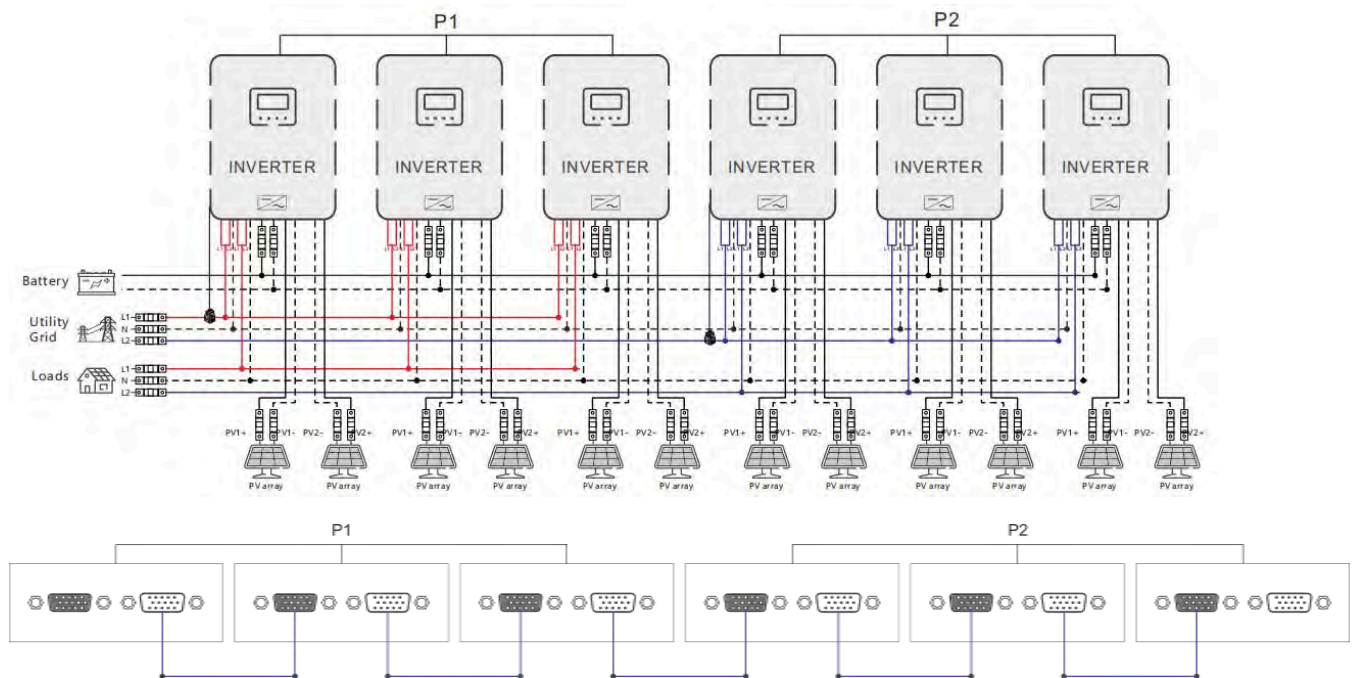 P1 P2
INVERTER INVERTER INVERTER INVERTER INVERTER INVERTER
Battery
Utility
Grid
L1
N
L2
Loads
L1
N
L2
PV1+ PV1- PV2- PV2+ PV1+ PV1- PV2- PV2+ PV1+ PV1- PV2- PV2+ PV1+ PV1- PV2- PV2+ PV1+ PV1- PV2- PV2+ PV1+ PV1- PV2- PV2+
PV array PV array PV array PV array PV array PV array PV array PV array PV array PV array PV array PV array
P1 P2